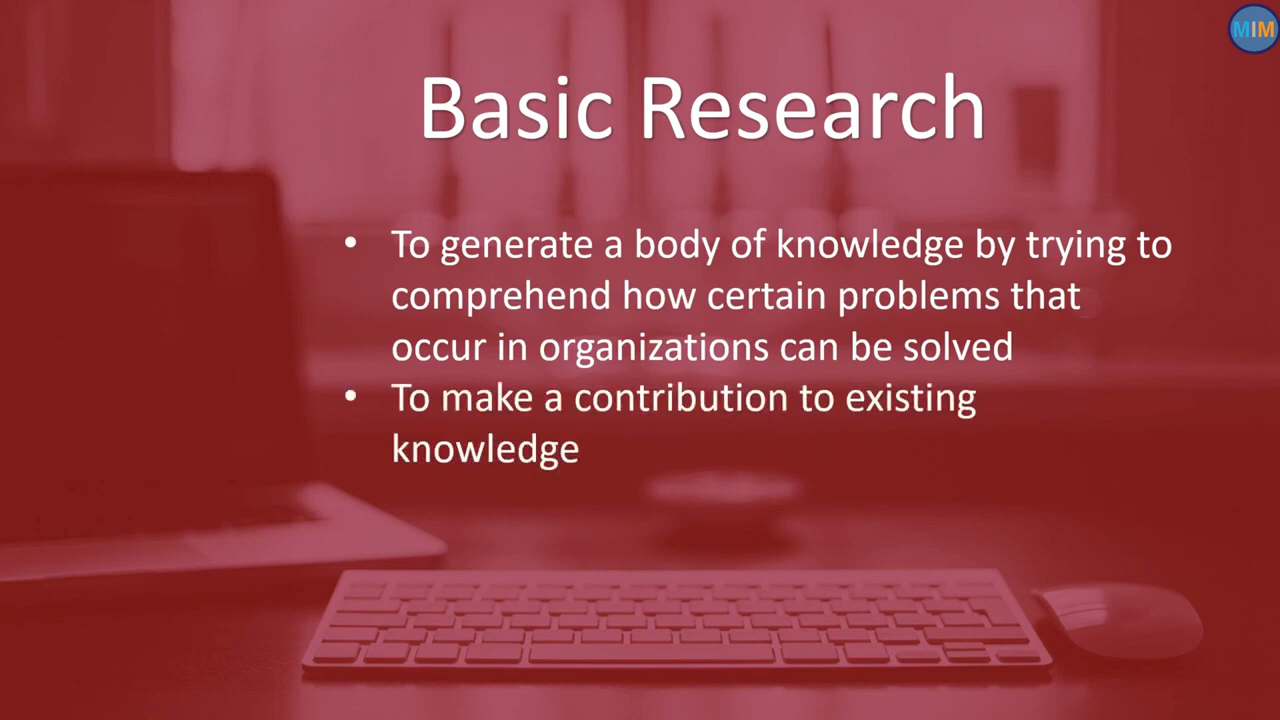 MIM
Basic Research
• To generate a body of knowledge by trying to
comprehend how certain problems that
occur in organizations can be solved
• To make a contribution to existing
knowledge